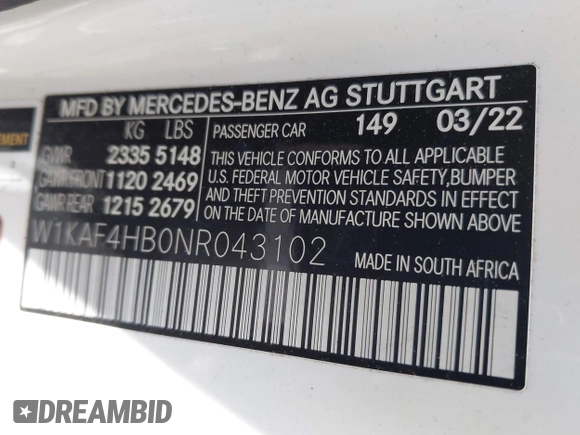 MFD BY MERCEDES-BENZ AG STUTTGART
KG LBS
GVWR 2335 5148
GAWR FRONT 1120 2469
GAWR REAR 1215 2679
PASSENGER CAR 149 03/22
THIS VEHICLE CONFORMS TO ALL APPLICABLE
U.S. FEDERAL MOTOR VEHICLE SAFETY, BUMPER
AND THEFT PREVENTION STANDARDS IN EFFECT
ON THE DATE OF MANUFACTURE SHOWN ABOVE
W1KAF4HB0NR043102
MADE IN SOUTH AFRICA
DREAMBID